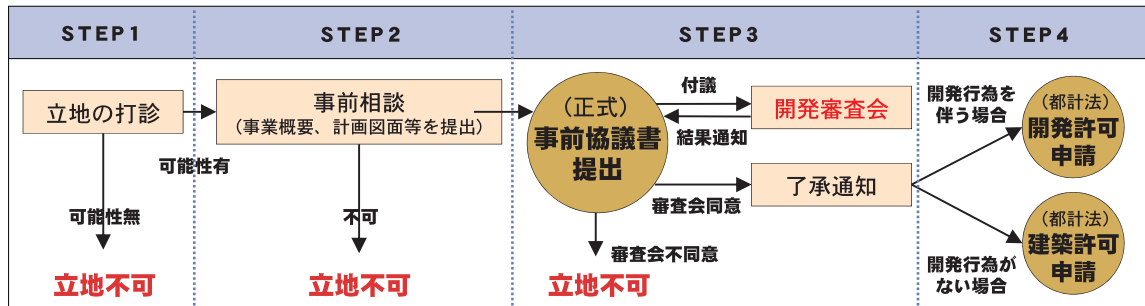 STEP1
STEP2
STEP3
STEP4
立地の打診
可能性有
可能性無
立地不可
事前相談
（事業概要、計画図面等を提出）
不可
立地不可
（正式）
事前協議書
提出
付議
結果通知
開発審査会
審査会同意
了承通知
審査会不同意
立地不可
開発行為を
伴う場合
（都計法）
開発許可
申請
開発行為が
ない場合
（都計法）
建築許可
申請